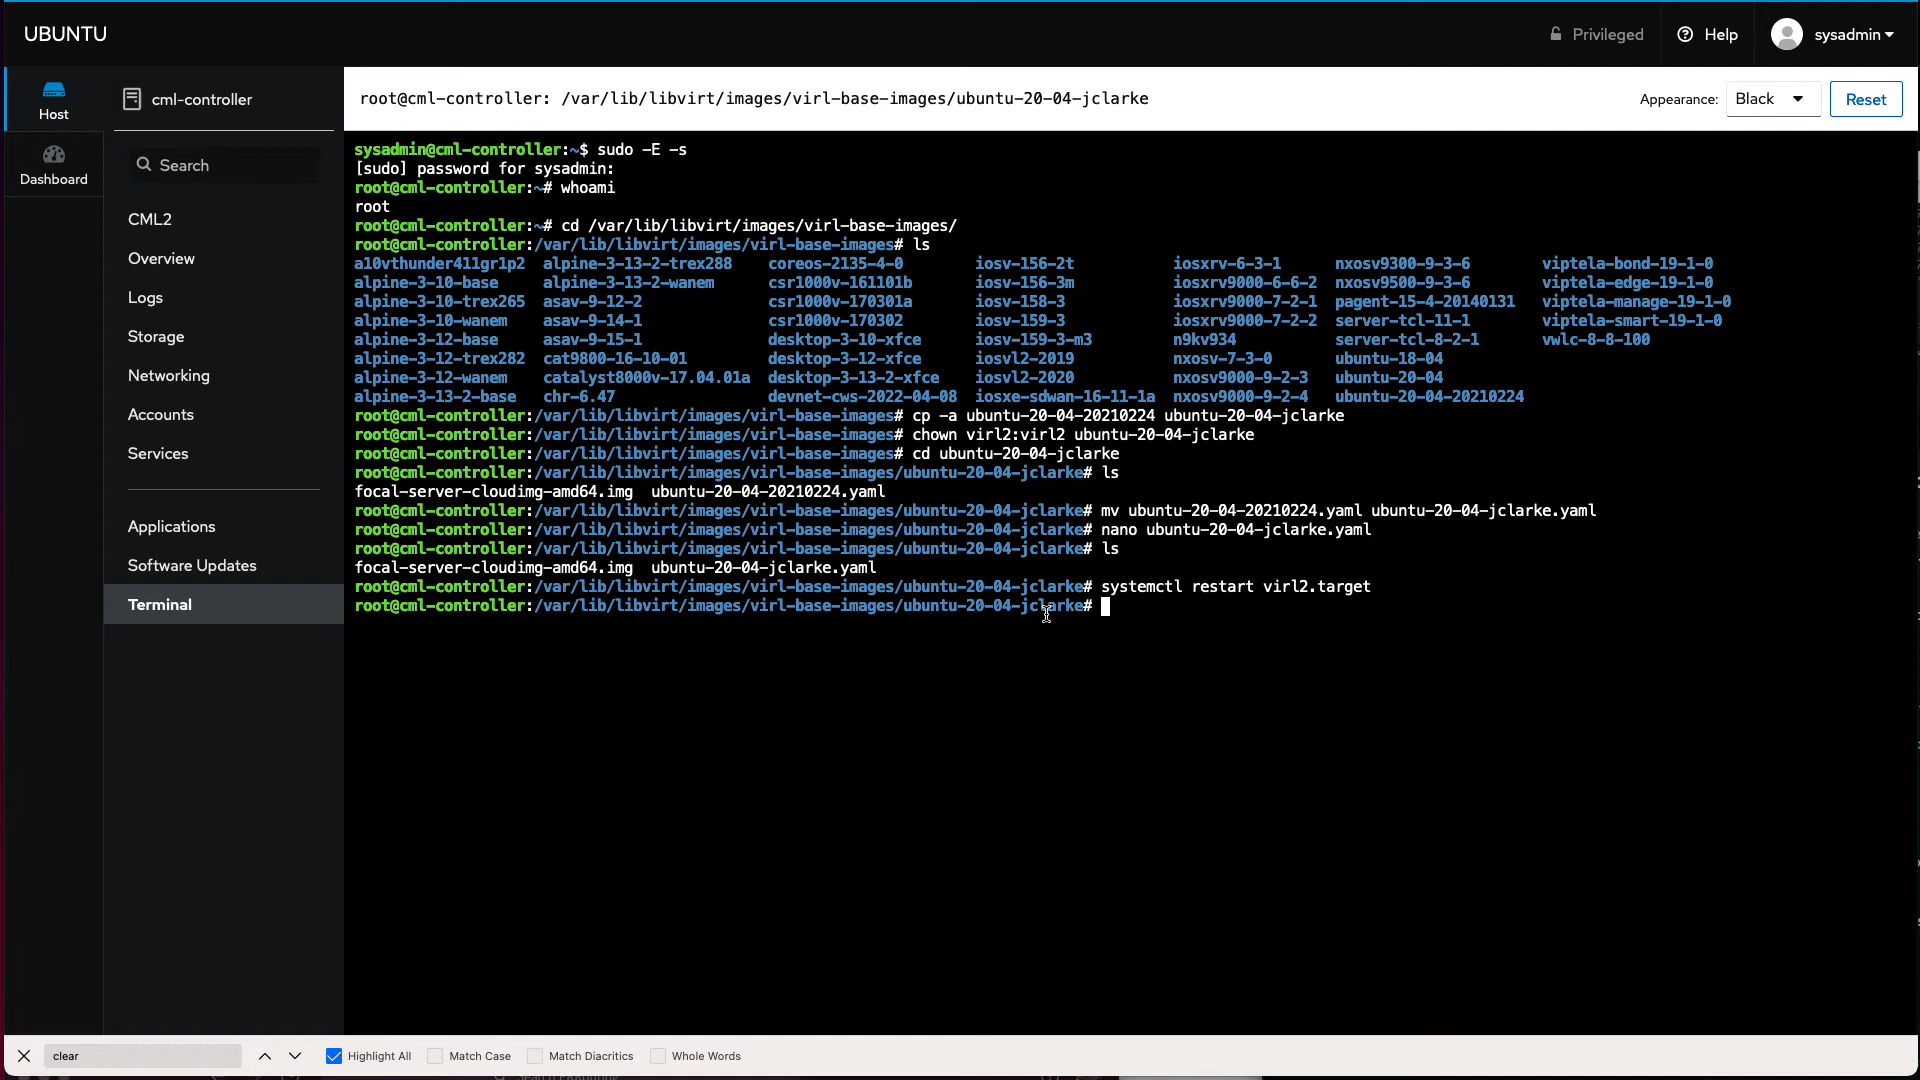 UBUNTU
Privileged
Help
sysadmin
Host
Dashboard
cml-controller
Search
CML2
Overview
Logs
Storage
Networking
Accounts
Services
Applications
Software Updates
Terminal
root@cml-controller: /var/lib/libvirt/images/virl-base-images/ubuntu-20-04-jclarke
Appearance: Black Reset
sysadmin@cml-controller:~$ sudo -E -s
[sudo] password for sysadmin:
root@cml-controller:~# whoami
root
root@cml-controller:~# cd /var/lib/libvirt/images/virl-base-images/
root@cml-controller:/var/lib/libvirt/images/virl-base-images# ls
a10vthunder411gr1p2 alpine-3-13-2-trex288 coreos-2135-4-0 iosv-156-2t iosxrv-6-3-1 nxosv9300-9-3-6 viptela-bond-19-1-0
alpine-3-10-base alpine-3-13-2-wanem csr1000v-161101b iosv-156-3m iosxrv9000-6-6-2 nxosv9500-9-3-6 viptela-edge-19-1-0
alpine-3-10-trex265 asav-9-12-2 csr1000v-170301a iosv-158-3 iosxrv9000-7-2-1 pagent-15-4-20140131 viptela-manage-19-1-0
alpine-3-10-wanem asav-9-14-1 csr1000v-170302 iosv-159-3 iosxrv9000-7-2-2 server-tcl-11-1 viptela-smart-19-1-0
alpine-3-12-base asav-9-15-1 desktop-3-10-xfce iosv-159-3-m3 n9kv934 server-tcl-8-2-1 vwlc-8-8-100
alpine-3-12-trex282 cat9800-16-10-01 desktop-3-12-xfce iosvl2-2019 nxosv-7-3-0 ubuntu-18-04
alpine-3-12-wanem catalyst8000v-17.04.01a desktop-3-13-2-xfce iosvl2-2020 nxosv9000-9-2-3 ubuntu-20-04
alpine-3-13-2-base chr-6.47 devnet-cws-2022-04-08 iosxe-sdwan-16-11-1a nxosv9000-9-2-4 ubuntu-20-04-20210224
root@cml-controller:/var/lib/libvirt/images/virl-base-images# cp -a ubuntu-20-04-20210224 ubuntu-20-04-jclarke
root@cml-controller:/var/lib/libvirt/images/virl-base-images# chown virl2:virl2 ubuntu-20-04-jclarke
root@cml-controller:/var/lib/libvirt/images/virl-base-images# cd ubuntu-20-04-jclarke
root@cml-controller:/var/lib/libvirt/images/virl-base-images/ubuntu-20-04-jclarke# ls
focal-server-cloudimg-amd64.img ubuntu-20-04-20210224.yaml
root@cml-controller:/var/lib/libvirt/images/virl-base-images/ubuntu-20-04-jclarke# mv ubuntu-20-04-20210224.yaml ubuntu-20-04-jclarke.yaml
root@cml-controller:/var/lib/libvirt/images/virl-base-images/ubuntu-20-04-jclarke# nano ubuntu-20-04-jclarke.yaml
root@cml-controller:/var/lib/libvirt/images/virl-base-images/ubuntu-20-04-jclarke# ls
focal-server-cloudimg-amd64.img ubuntu-20-04-jclarke.yaml
root@cml-controller:/var/lib/libvirt/images/virl-base-images/ubuntu-20-04-jclarke# systemctl restart virl2.target
root@cml-controller:/var/lib/libvirt/images/virl-base-images/ubuntu-20-04-jclarke#
clear
Highlight All
Match Case
Match Diacritics
Whole Words